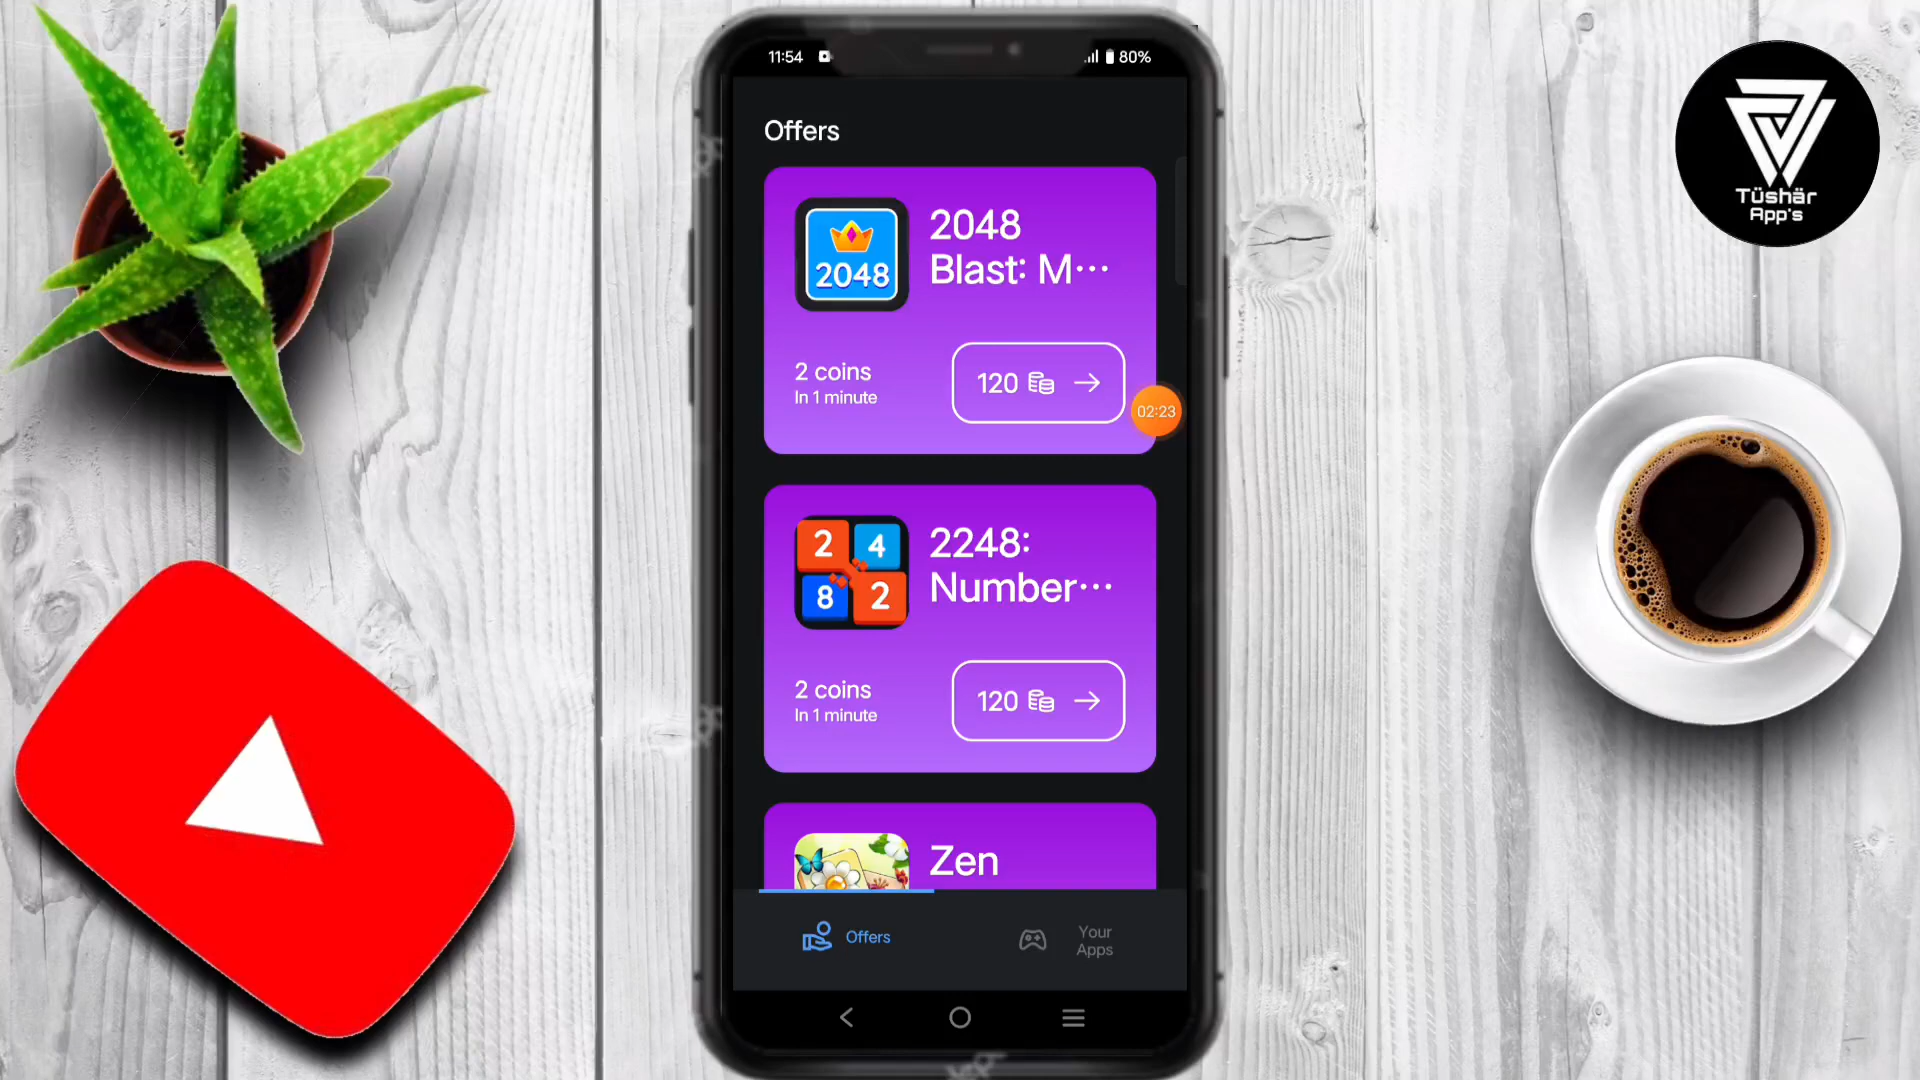 11:54
80%
Offers
2048
2048
Blast: M···
2 coins
In 1 minute
120
02:23
2 4
8 2
2248:
Number···
2 coins
In 1 minute
120
Zen
Offers
Your
Apps
Tüshär
App's